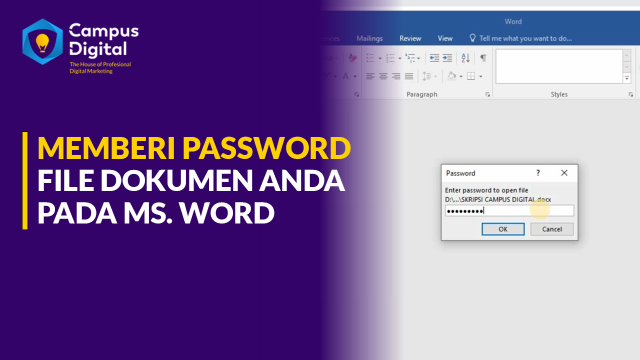 Campus
Digital
The House of Profesional
Digital Marketing
MEMBERI PASSWORD
FILE DOKUMEN ANDA
PADA MS. WORD
Word
Mailings Review View Tell me what you want to do...
Paragraph Styles
Password ?
Enter password to open file
D:\...\SKRIPSI CAMPUS DIGITAL.docx
•••••••••
OK Cancel